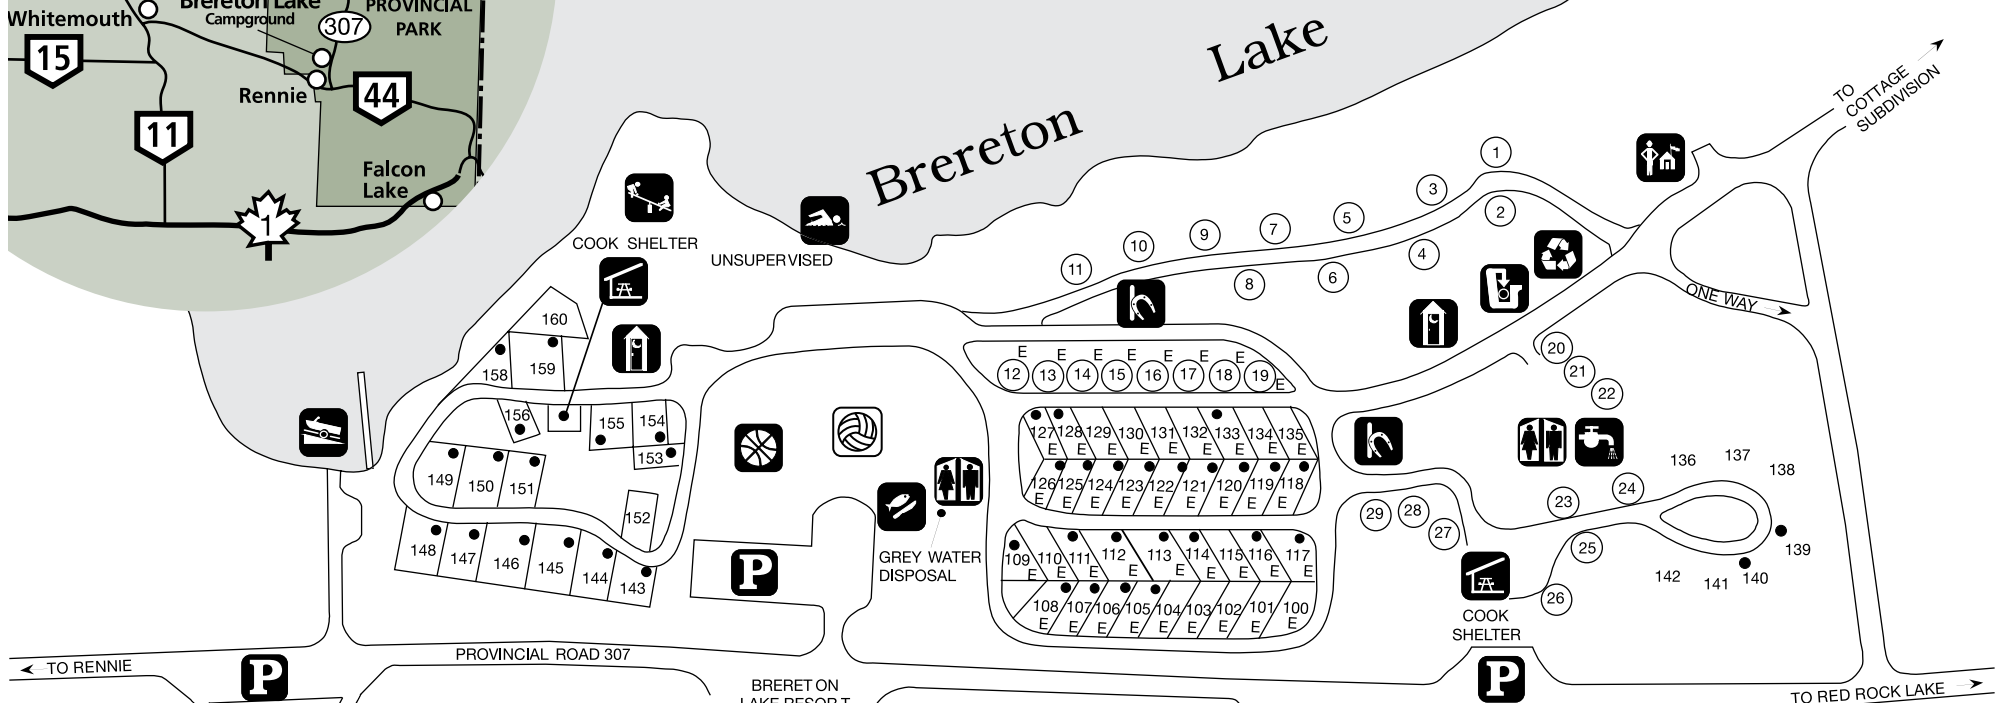 Whitemouth
Brereton Lake
Campground
PROVINCIAL
PARK
307
15
Rennie
44
11
Falcon
Lake
1
Brereton Lake
TO
COTTAGE
SUBDIVISION
COOK SHELTER
UNSUPERVISED
ONE WAY
1
2
3
4
5
6
7
8
9
10
11
E E E E E E E E
12 13 14 15 16 17 18 19
20
21
22
160
158 159
156 155 154
153
149 150 151
152
148 147 146 145 144 143
127 128 129 130 131 132 133 134 135
E E E E E E E E E
126 125 124 123 122 121 120 119 118
E E E E E E E E E
109 110 111 112 113 114 115 116 117
E E E E E E E E E
108 107 106 105 104 103 102 101 100
E E E E E E E E E
GREY WATER
DISPOSAL
P
136 137 138
23 24
29 28 27
25
26
139
142 141 140
COOK
SHELTER
TO RENNIE
P
PROVINCIAL ROAD 307
BRERETON
LAKE RESORT
P
TO RED ROCK LAKE